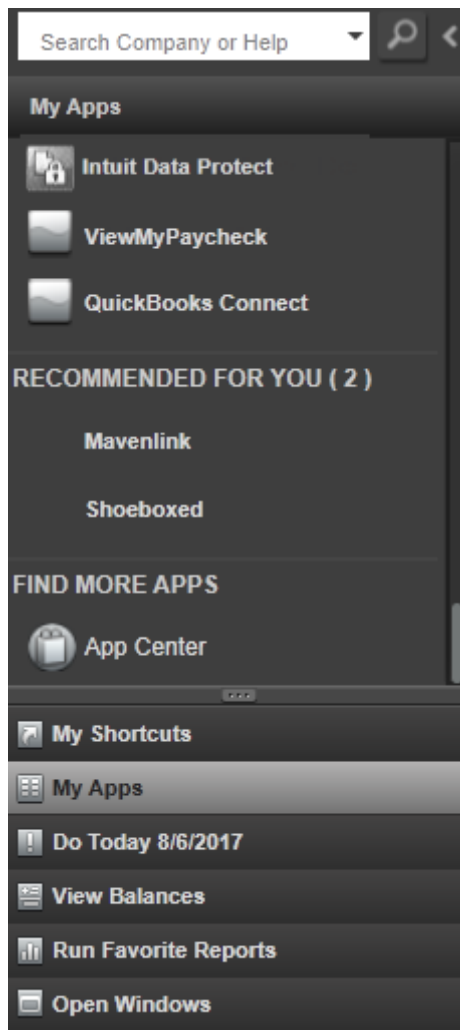 Search Company or Help
My Apps
Intuit Data Protect
ViewMyPaycheck
QuickBooks Connect
RECOMMENDED FOR YOU ( 2 )
Mavenlink
Shoeboxed
FIND MORE APPS
App Center
My Shortcuts
My Apps
Do Today 8/6/2017
View Balances
Run Favorite Reports
Open Windows